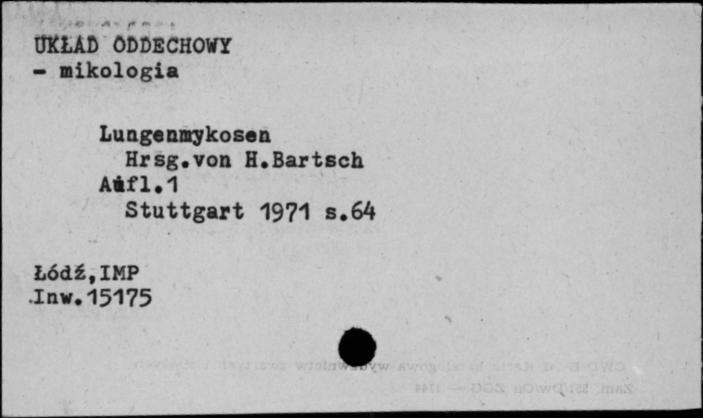 UKŁAD ODDECHOWY
- mikologia
Lungenmykosen
Hrsg.von H.Bartsch
Aufl.1
Stuttgart 1971 s.64
Łódź,IMP
Inw.15175